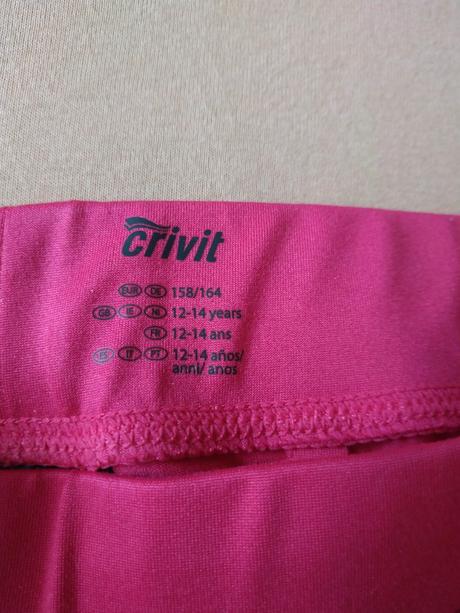 crivit
EUR DE 158/164
GB IE NI 12-14 years
FR 12-14 ans
ES IT PT 12-14 años/
anni/ anos